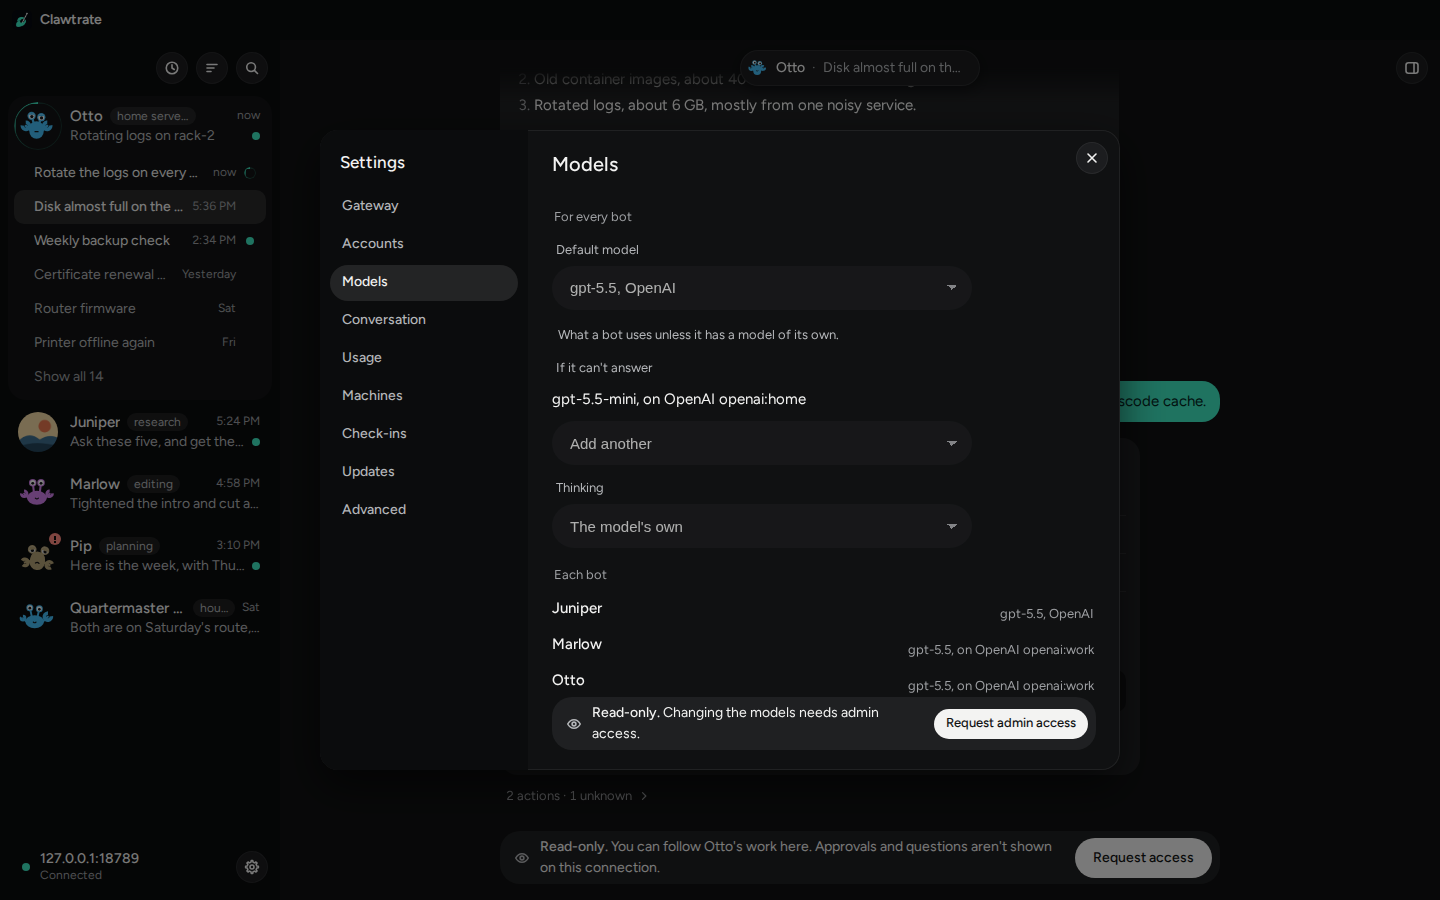 Clawtrate
Otto · Disk almost full on th...
Otto home serve... now
Rotating logs on rack-2
Rotate the logs on every ... now
Disk almost full on the ... 5:36 PM
Weekly backup check 2:34 PM
Certificate renewal ... Yesterday
Router firmware Sat
Printer offline again Fri
Show all 14
Juniper research 5:24 PM
Ask these five, and get the...
Marlow editing 4:58 PM
Tightened the intro and cut a...
Pip planning 3:10 PM
Here is the week, with Thu...
Quartermaster ... hou... Sat
Both are on Saturday's route,...
127.0.0.1:18789
Connected
2. Old container images, about 40
3. Rotated logs, about 6 GB, mostly from one noisy service.
Settings
Gateway
Accounts
Models
Conversation
Usage
Machines
Check-ins
Updates
Advanced
Models
For every bot
Default model
gpt-5.5, OpenAI
What a bot uses unless it has a model of its own.
If it can't answer
gpt-5.5-mini, on OpenAI openai:home
Add another
Thinking
The model's own
Each bot
Juniper gpt-5.5, OpenAI
Marlow gpt-5.5, on OpenAI openai:work
Otto gpt-5.5, on OpenAI openai:work
Read-only. Changing the models needs admin
access.
Request admin access
scode cache.
2 actions · 1 unknown
Read-only. You can follow Otto's work here. Approvals and questions aren't shown
on this connection.
Request access